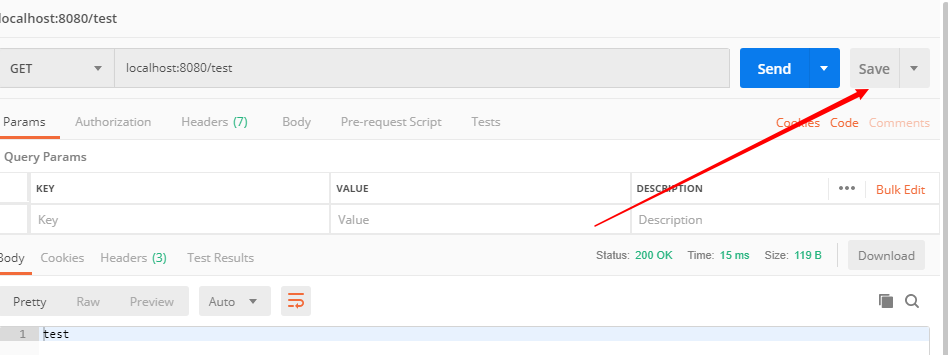 localhost:8080/test
GET localhost:8080/test Send Save
Params Authorization Headers (7) Body Pre-request Script Tests Cookies Code Comments
Query Params
KEY VALUE DESCRIPTION Bulk Edit
Key Value Description
Body Cookies Headers (3) Test Results Status: 200 OK Time: 15 ms Size: 119 B Download
Pretty Raw Preview Auto
1 test